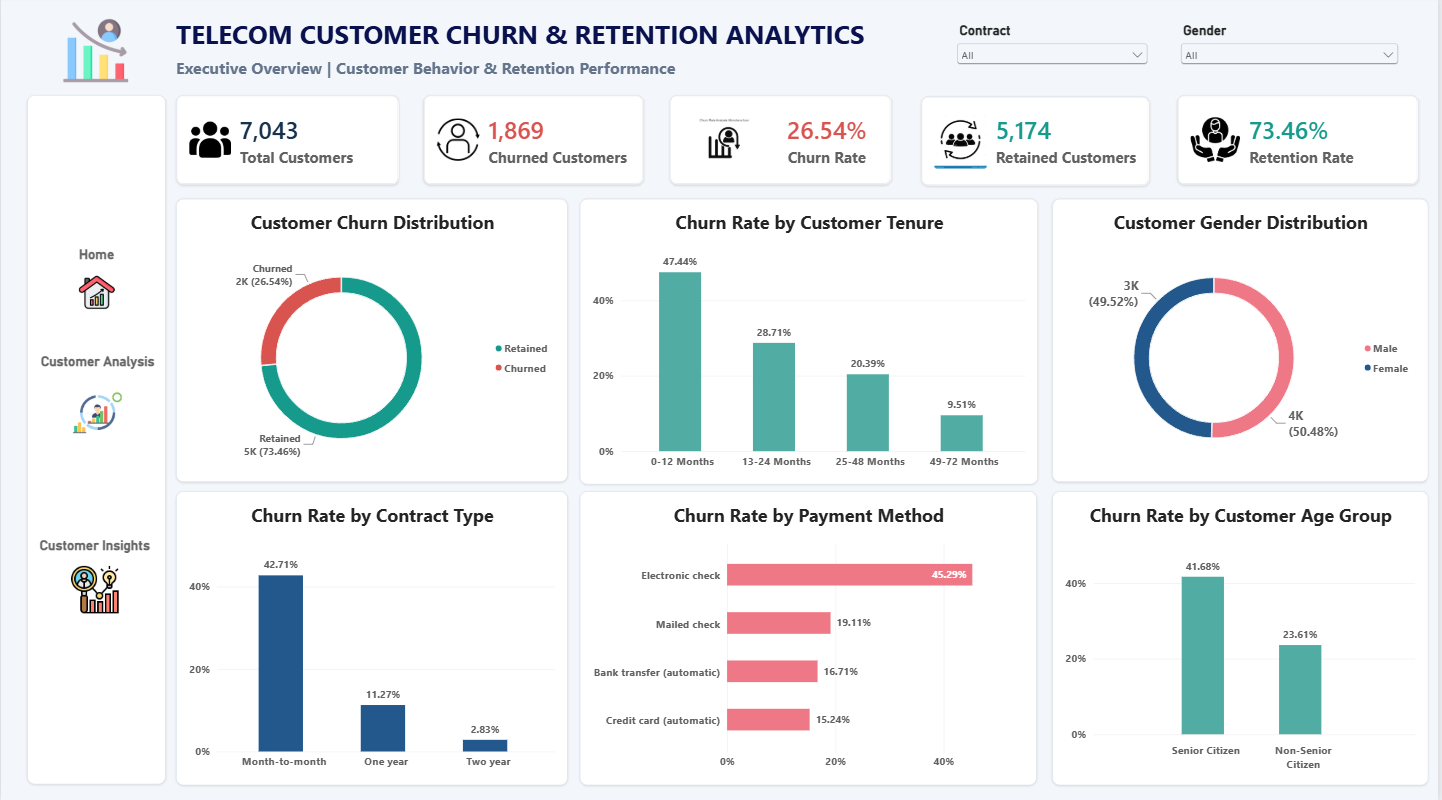 TELECOM CUSTOMER CHURN & RETENTION ANALYTICS
Executive Overview | Customer Behavior & Retention Performance
Contract
All
Gender
All
Home
Customer Analysis
Customer Insights
7,043
Total Customers
1,869
Churned Customers
26.54%
Churn Rate
5,174
Retained Customers
73.46%
Retention Rate
Customer Churn Distribution
Churned
2K (26.54%)
Retained
5K (73.46%)
Retained
Churned
Churn Rate by Customer Tenure
40%
20%
0%
47.44%
28.71%
20.39%
9.51%
0-12 Months
13-24 Months
25-48 Months
49-72 Months
Customer Gender Distribution
3K
(49.52%)
4K
(50.48%)
Male
Female
Churn Rate by Contract Type
40%
20%
0%
42.71%
11.27%
2.83%
Month-to-month
One year
Two year
Churn Rate by Payment Method
Electronic check
45.29%
Mailed check
19.11%
Bank transfer (automatic)
16.71%
Credit card (automatic)
15.24%
0%
20%
40%
Churn Rate by Customer Age Group
40%
20%
0%
41.68%
23.61%
Senior Citizen
Non-Senior
Citizen